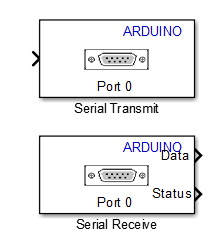 ARDUINO
Port 0
Serial Transmit
ARDUINO
Data
Port 0
Status
Serial Receive